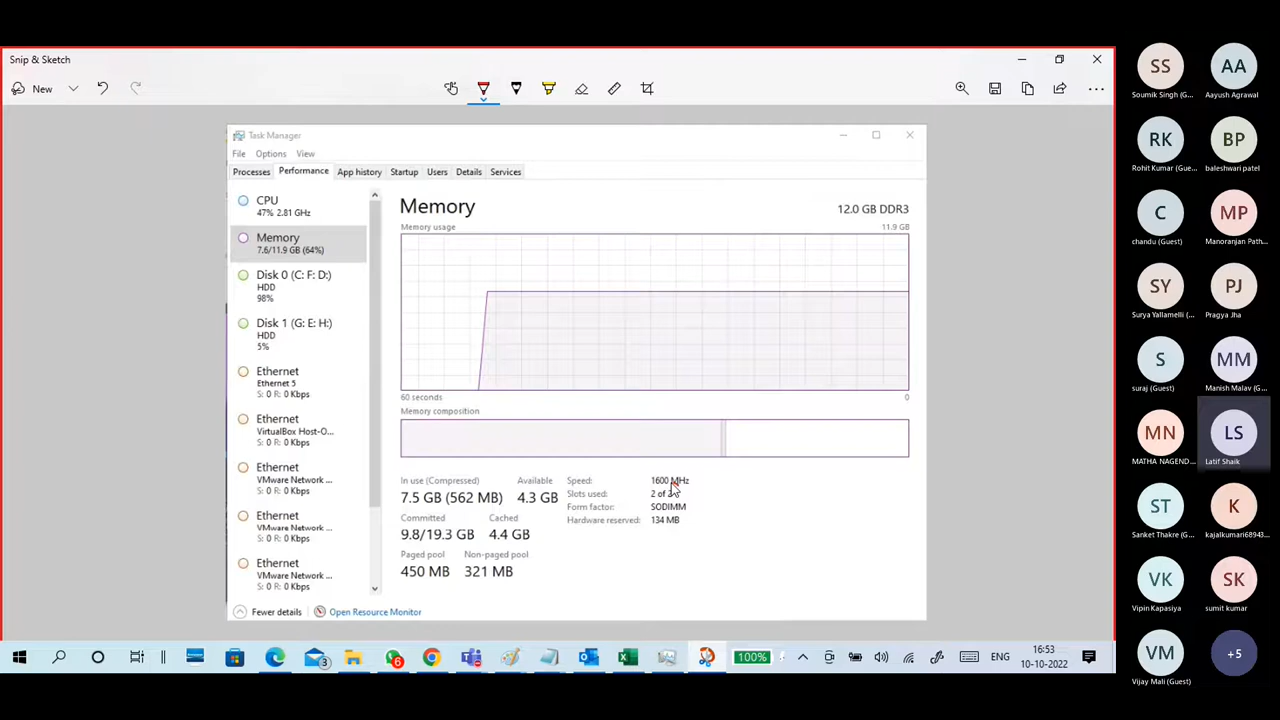 Snip & Sketch
New
Task Manager
File Options View
Processes Performance App history Startup Users Details Services
CPU
47% 2.81 GHz
Memory
7.6/11.9 GB (64%)
Disk 0 (C: F: D:)
HDD
98%
Disk 1 (G: E: H:)
HDD
5%
Ethernet
Ethernet 5
S: 0 R: 0 Kbps
Ethernet
VirtualBox Host-O...
S: 0 R: 0 Kbps
Ethernet
VMware Network ...
S: 0 R: 0 Kbps
Ethernet
VMware Network ...
S: 0 R: 0 Kbps
Ethernet
VMware Network ...
S: 0 R: 0 Kbps
Memory 12.0 GB DDR3
Memory usage 11.9 GB
60 seconds 0
Memory composition
In use (Compressed) Available
7.5 GB (562 MB) 4.3 GB
Committed Cached
9.8/19.3 GB 4.4 GB
Paged pool Non-paged pool
450 MB 321 MB
Speed: 1600 MHz
Slots used: 2 of
Form factor: SODIMM
Hardware reserved: 134 MB
Fewer details Open Resource Monitor
3 6 100% ENG
16:53
10-10-2022
SS AA
Soumik Singh (G... Aayush Agrawal
RK BP
Rohit Kumar (Gue... baleshwari patel
C MP
chandu (Guest) Manoranjan Path...
SY PJ
Surya Yallamelli (... Pragya Jha
S MM
suraj (Guest) Manish Malav (G...
MN LS
MATHA NAGEND... Latif Shaik
ST K
Sanket Thakre (G... kajalkumari68943...
VK SK
Vipin Kapasiya sumit kumar
VM +5
Vijay Mali (Guest)